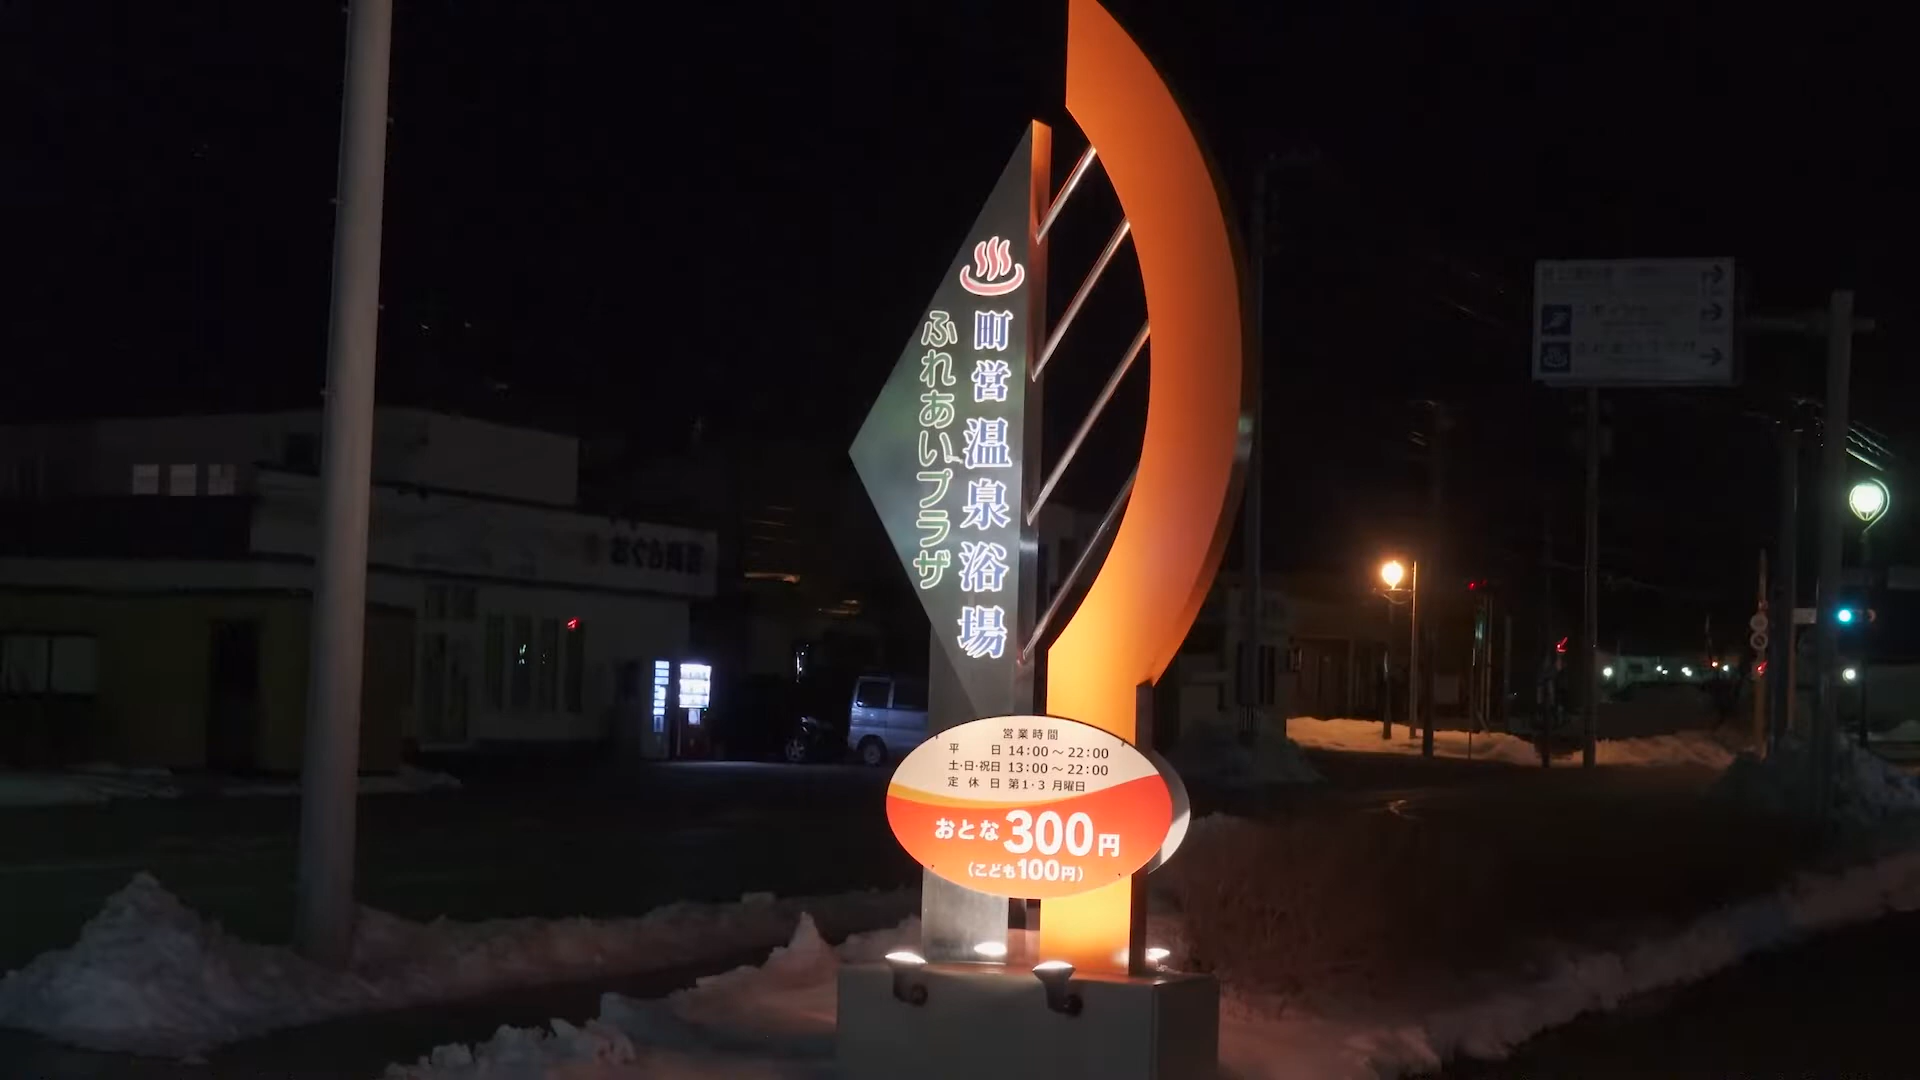 町営温泉浴場
ふれあいプラザ
営業時間
平　日 14:00～22:00
土・日・祝日 13:00～22:00
定休日 第1・3 月曜日
おとな300円
(こども100円)